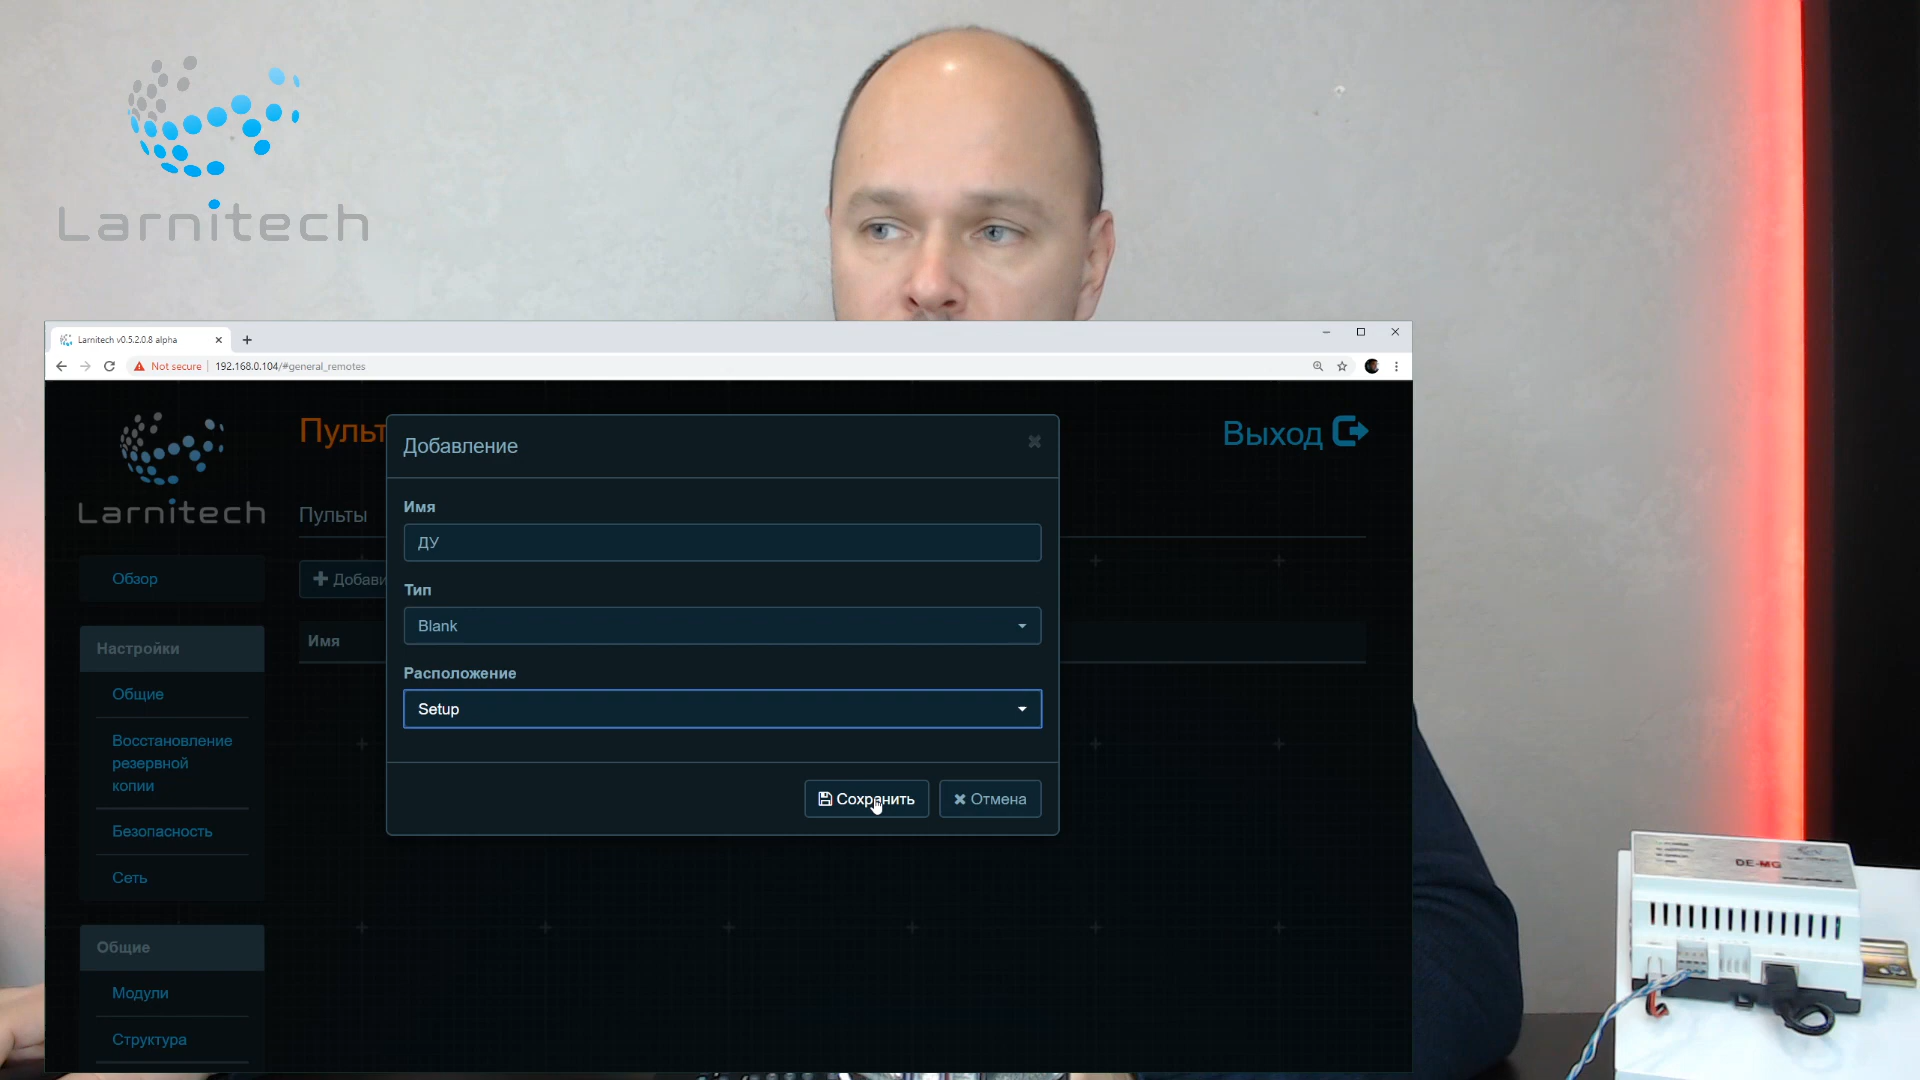 Larnitech
Larnitech v0.5.2.0.8 alpha
Not secure
192.168.0.104/#general_remotes
Larnitech
Пульт
Выход
Добавление
Имя
ДУ
Пульты
Обзор
Добави
Тип
Blank
Имя
Настройки
Расположение
Setup
Общие
Восстановление
резервной
копии
Сохранить
Отмена
Безопасность
Сеть
Общие
Модули
Структура
DE-MG